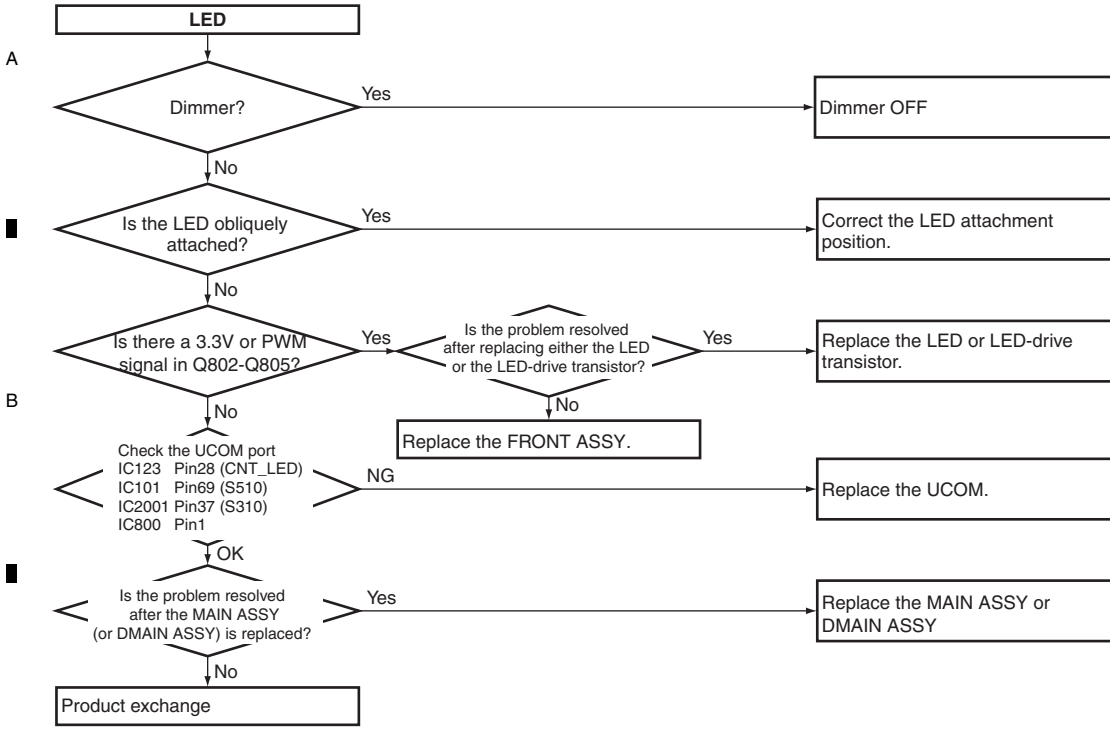 LED
A
Dimmer?
Yes
Dimmer OFF
No
Is the LED obliquely
attached?
Yes
Correct the LED attachment
position.
No
Is there a 3.3V or PWM
signal in Q802-Q805?
Yes
Is the problem resolved
after replacing either the LED
or the LED-drive transistor?
Yes
Replace the LED or LED-drive
transistor.
B
No
No
Replace the FRONT ASSY.
Check the UCOM port
IC123 Pin28 (CNT_LED)
IC101 Pin69 (S510)
IC2001 Pin37 (S310)
IC800 Pin1
NG
Replace the UCOM.
OK
Is the problem resolved
after the MAIN ASSY
(or DMAIN ASSY) is replaced?
Yes
Replace the MAIN ASSY or
DMAIN ASSY
No
Product exchange